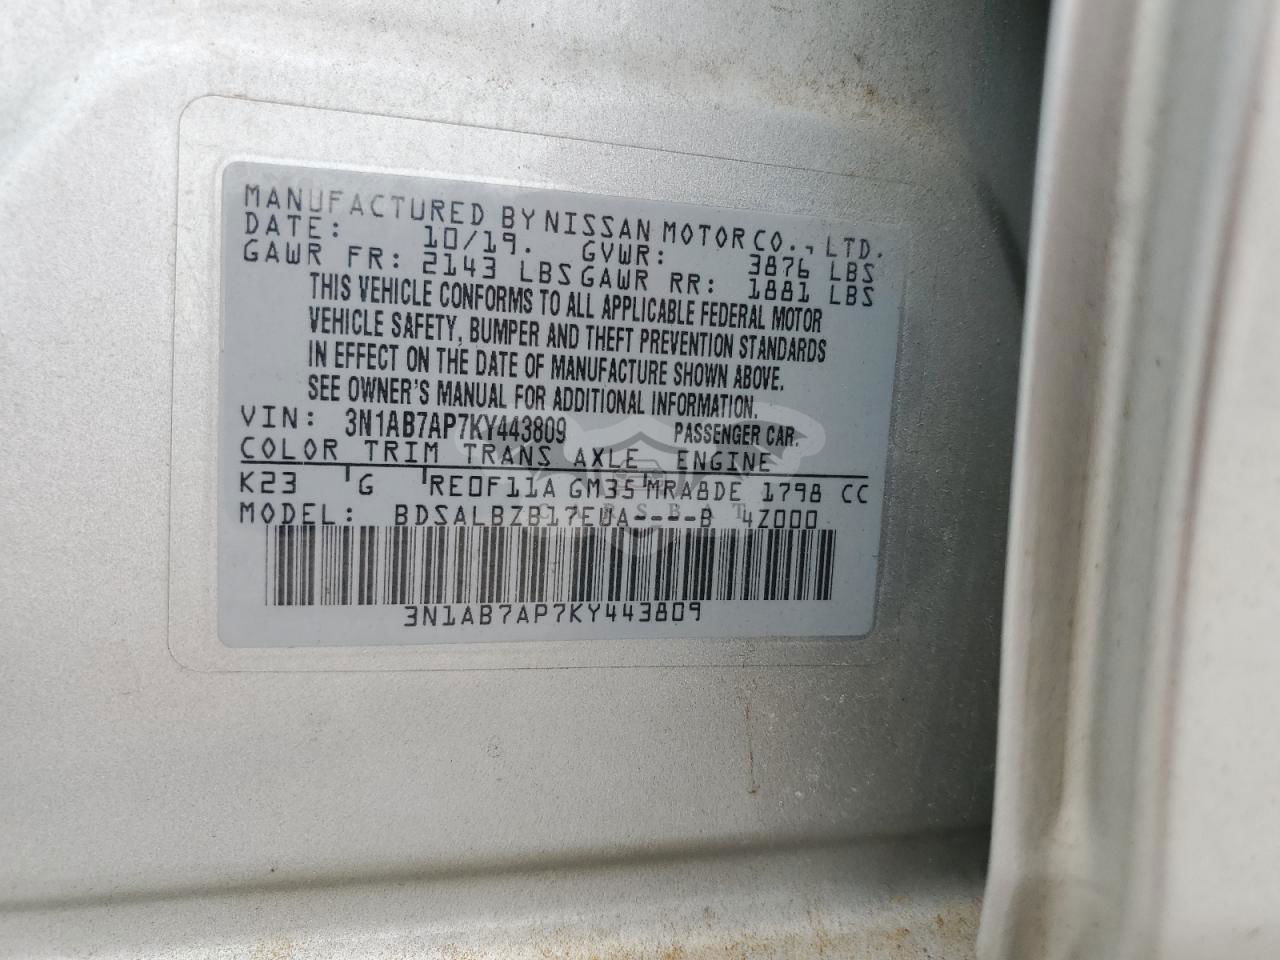 MANUFACTURED BY NISSAN MOTOR CO., LTD.
DATE: 10/19. GVWR: 3876 LBS
GAWR FR: 2143 LBS GAWR RR: 1881 LBS
THIS VEHICLE CONFORMS TO ALL APPLICABLE FEDERAL MOTOR
VEHICLE SAFETY, BUMPER AND THEFT PREVENTION STANDARDS
IN EFFECT ON THE DATE OF MANUFACTURE SHOWN ABOVE.
SEE OWNER'S MANUAL FOR ADDITIONAL INFORMATION.
VIN: 3N1AB7AP7KY443809 PASSENGER CAR.
COLOR TRIM TRANS AXLE ENGINE
K23 G RE0F11A GM35 MRA8DE 1798 CC
MODEL: BDSALBZB17EUA----B 4Z000
CARSBAT
3N1AB7AP7KY443809